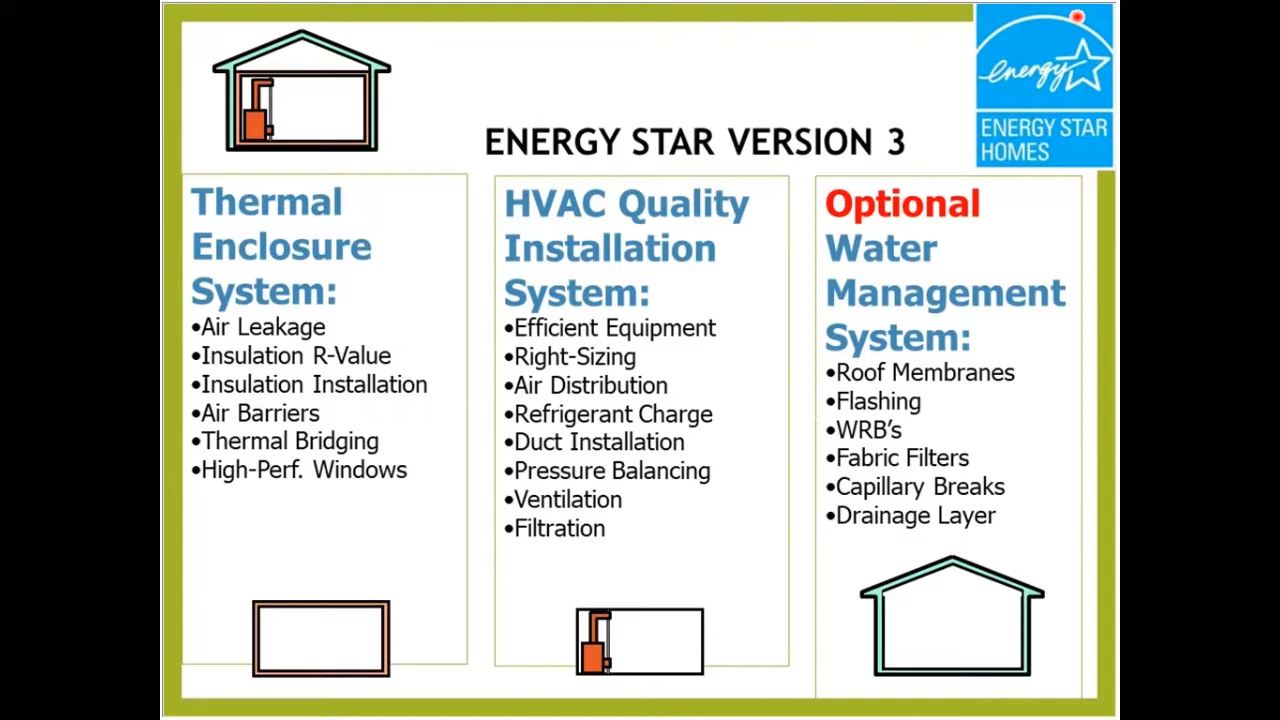 energy
ENERGY STAR
HOMES
ENERGY STAR VERSION 3
Thermal
Enclosure
System:
•Air Leakage
•Insulation R-Value
•Insulation Installation
•Air Barriers
•Thermal Bridging
•High-Perf. Windows
HVAC Quality
Installation
System:
•Efficient Equipment
•Right-Sizing
•Air Distribution
•Refrigerant Charge
•Duct Installation
•Pressure Balancing
•Ventilation
•Filtration
Optional
Water
Management
System:
•Roof Membranes
•Flashing
•WRB’s
•Fabric Filters
•Capillary Breaks
•Drainage Layer